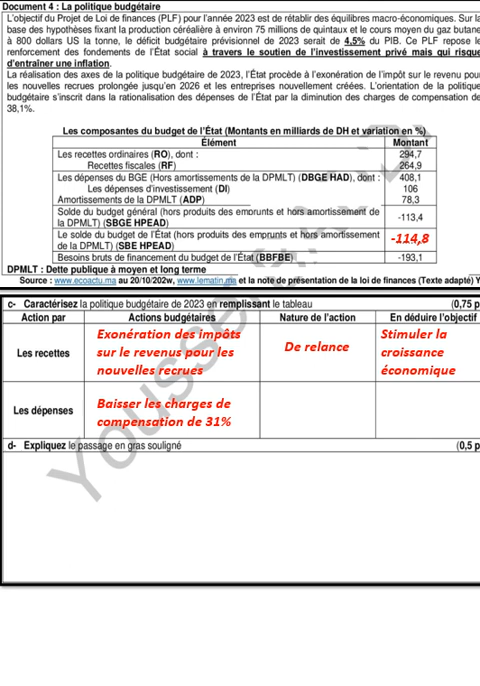 Document 4 : La politique budgétaire
L'objectif du Projet de Loi de finances (PLF) pour l'année 2023 est de rétablir des équilibres macro-économiques. Sur la
base des hypothèses fixant la production céréalière à environ 75 millions de quintaux et le cours moyen du gaz butane
à 800 dollars US la tonne, le déficit budgétaire prévisionnel de 2023 serait de 4,5% du PIB. Ce PLF repose le
renforcement des fondements de l'État social à travers le soutien de l'investissement privé mais qui risque
d'entraîner une inflation.
La réalisation des axes de la politique budgétaire de 2023, l'État procède à l'exonération de l'impôt sur le revenu pour
les nouvelles recrues prolongée jusqu'en 2026 et les entreprises nouvellement créées. L'orientation de la politique
budgétaire s'inscrit dans la rationalisation des dépenses de l'État par la diminution des charges de compensation de
38,1%.
Les composantes du budget de l'État (Montants en milliards de DH et variation en %)
Élément Montant
Les recettes ordinaires (RO), dont : 294,7
Recettes fiscales (RF) 264,9
Les dépenses du BGE (Hors amortissements de la DPMLT) (DBGE HAD), dont : 408,1
Les dépenses d'investissement (DI) 106
Amortissements de la DPMLT (ADP) 78,3
Solde du budget général (hors produits des emprunts et hors amortissement de
la DPMLT) (SBGE HPEAD) -113,4
Le solde du budget de l'État (hors produits des emprunts et hors amortissement
de la DPMLT) (SBE HPEAD) -114,8
Besoins bruts de financement du budget de l'État (BBFBE) -193,1
DPMLT : Dette publique à moyen et long terme
Source : www.ecoactu.ma au 20/10/202w, www.lematin.ma et la note de présentation de la loi de finances (Texte adapté) Y
c- Caractérisez la politique budgétaire de 2023 en remplissant le tableau (0,75 p
Action par Actions budgétaires Nature de l'action En déduire l'objectif
Les recettes Exonération des impôts sur le revenus pour les nouvelles recrues De relance Stimuler la croissance économique
Les dépenses Baisser les charges de compensation de 31%
d- Expliquez le passage en gras souligné (0,5 p